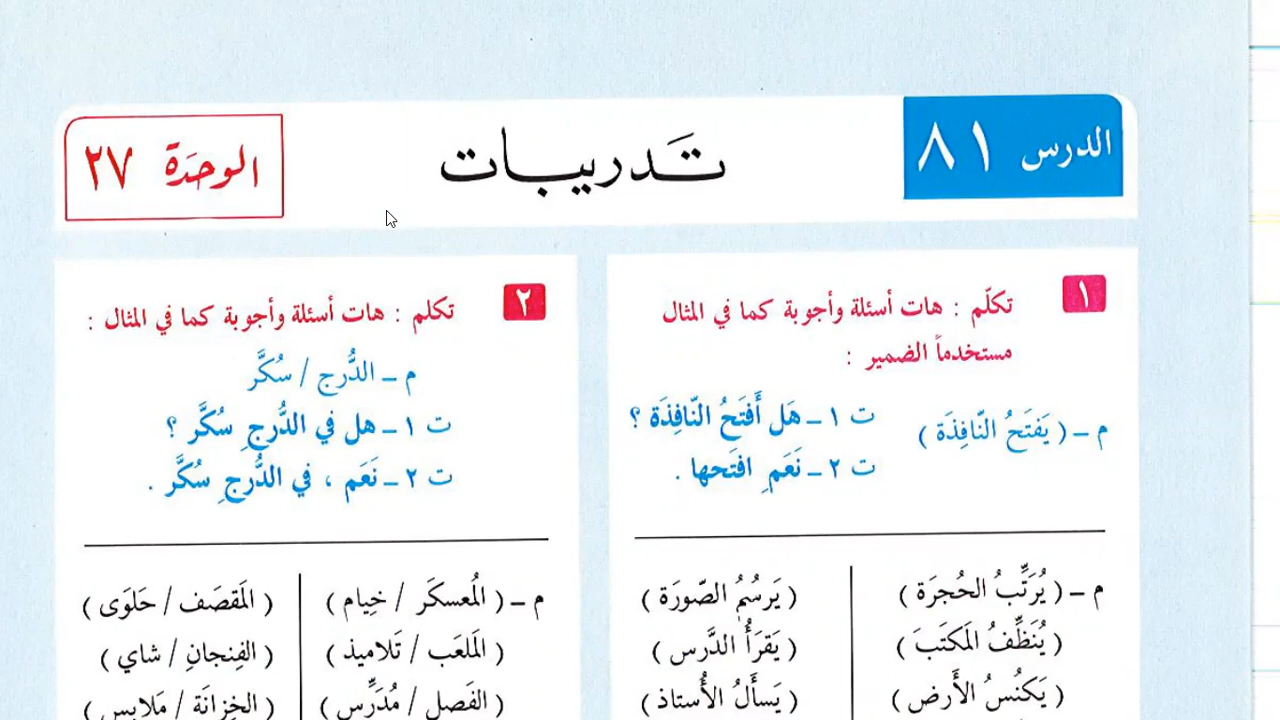 الدرس ٨١
تَدريبات
الوحدَة ٢٧
١
تكلّم : هات أسئلة وأجوبة كما في المثال
مستخدماً الضمير :
م ـ ( يَفتَحُ النّافِذَة )
ت ١ ـ هَل أَفتَحُ النّافِذَة ؟
ت ٢ ـ نَعَمِ افتَحها .
م ـ ( يُرَتِّبُ الحُجرَة )
( يَرسُمُ الصّورَة )
( يُنَظِّفُ المَكتَبَ )
( يَقرَأُ الدَّرس )
( يَكنُسُ الأَرض )
( يَسأَلُ الأُستاذ )
٢
تكلم : هات أسئلة وأجوبة كما في المثال :
م ـ الدُّرج / سُكَّر
ت ١ ـ هل في الدُّرجِ سُكَّر ؟
ت ٢ ـ نَعَم ، في الدُّرجِ سُكَّر .
م ـ ( المُعسكَر / خِيام )
( المَقصَف / حَلوَى )
( المَلعَب / تَلاميذ )
( الفِنجانِ / شاي )
( الفَصل / مُدَرِّس )
( الخِزانَة / مَلابِس )